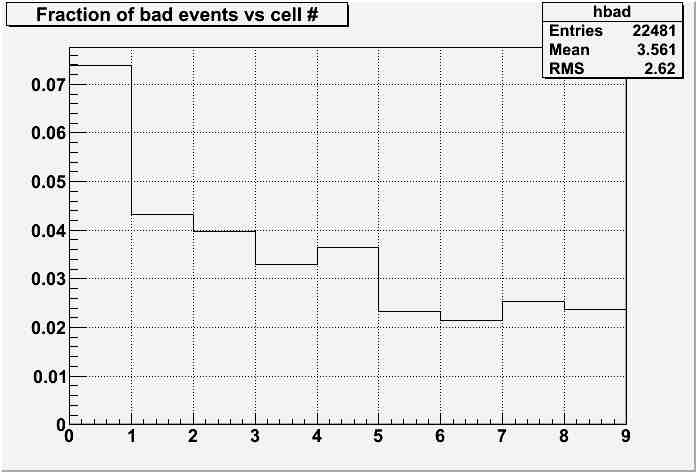 Fraction of bad events vs cell #
hbad
Entries 22481
Mean 3.561
RMS 2.62
0.07
0.06
0.05
0.04
0.03
0.02
0.01
0
0 1 2 3 4 5 6 7 8 9